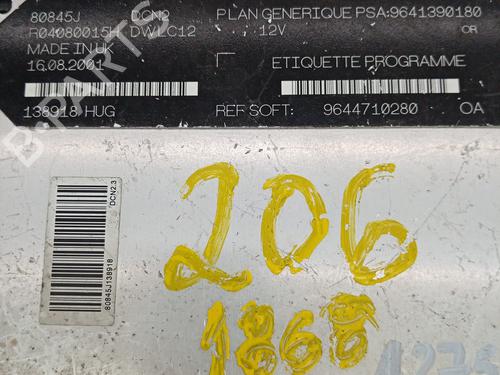 80845J DCN2 PLAN GENERIQUE PSA:9641390180
R04080015H DWLC12 12V OR
MADE IN UK
16.08.2001 ETIQUETTE PROGRAMME
138918 HUG REF SOFT: 9644710280 OA
DCN2.3
80845J138918
206
1868
B-PARTS